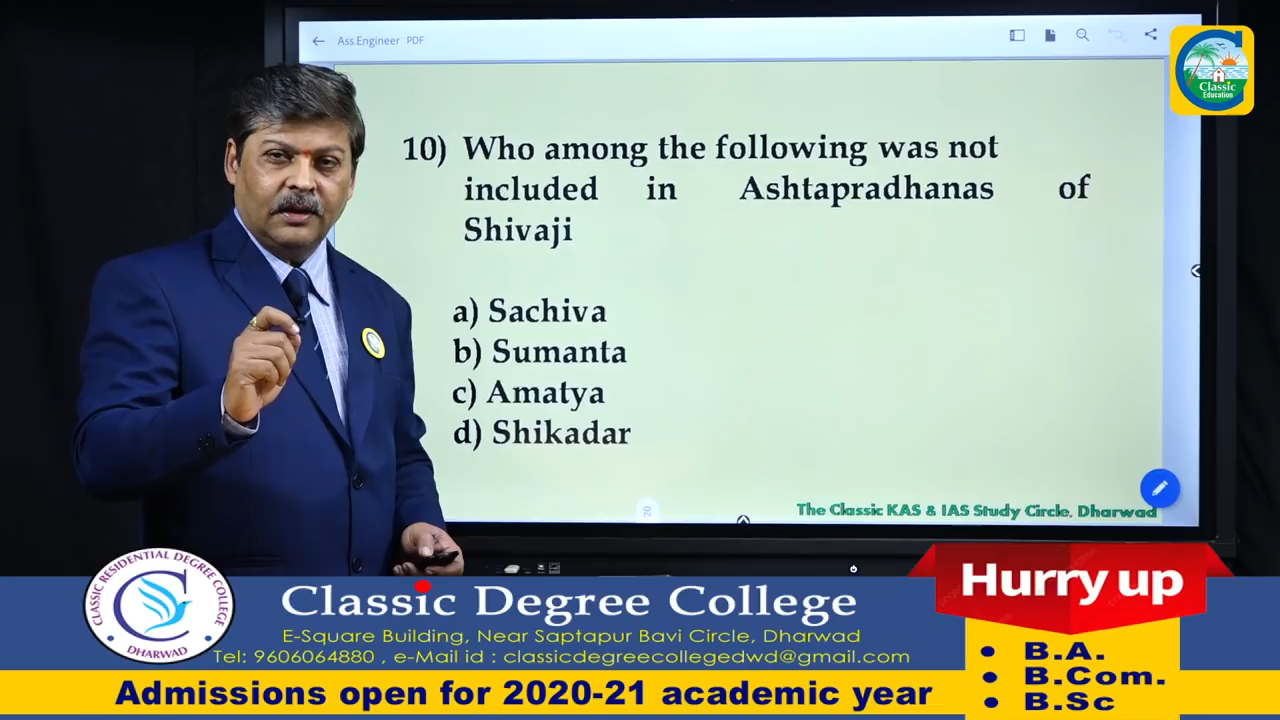 Ass.Engineer PDF
Classic
Education
10) Who among the following was not
included in Ashtapradhanas of
Shivaji
a) Sachiva
b) Sumanta
c) Amatya
d) Shikadar
20
The Classic KAS & IAS Study Circle, Dharwad
CLASSIC RESIDENTIAL DEGREE COLLEGE
DHARWAD
Classic Degree College
E-Square Building, Near Saptapur Bavi Circle, Dharwad
Tel: 9606064880 , e-Mail id : classicdegreecollegedwd@gmail.com
Admissions open for 2020-21 academic year
Hurry up
• B.A.
• B.Com.
• B.Sc